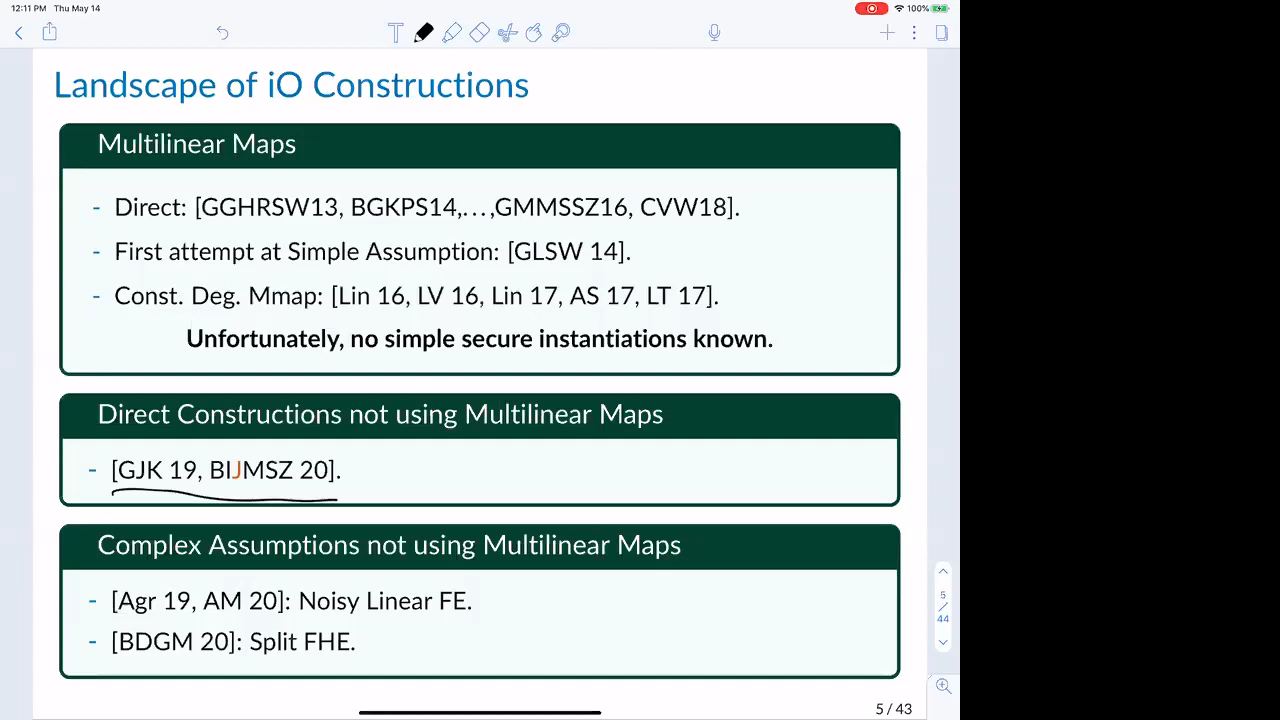 12:11 PM Thu May 14
100%
Landscape of iO Constructions
Multilinear Maps
- Direct: [GGHRSW13, BGKPS14,...,GMMSSZ16, CVW18].
- First attempt at Simple Assumption: [GLSW 14].
- Const. Deg. Mmap: [Lin 16, LV 16, Lin 17, AS 17, LT 17].
Unfortunately, no simple secure instantiations known.
Direct Constructions not using Multilinear Maps
- [GJK 19, BIJMSZ 20].
Complex Assumptions not using Multilinear Maps
- [Agr 19, AM 20]: Noisy Linear FE.
- [BDGM 20]: Split FHE.
5
/
44
5 / 43